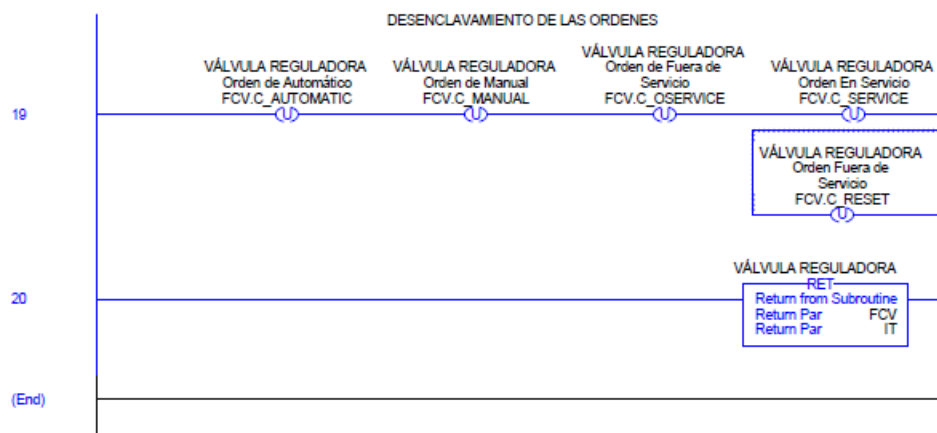 DESENCLAVAMIENTO DE LAS ORDENES
VÁLVULA REGULADORA
Orden de Automático
FCV.C_AUTOMATIC
U
VÁLVULA REGULADORA
Orden de Manual
FCV.C_MANUAL
U
VÁLVULA REGULADORA
Orden de Fuera de
Servicio
FCV.C_OSERVICE
U
VÁLVULA REGULADORA
Orden En Servicio
FCV.C_SERVICE
U
19
VÁLVULA REGULADORA
Orden Fuera de
Servicio
FCV.C_RESET
U
VÁLVULA REGULADORA
20
RET
Return from Subroutine
Return Par FCV
Return Par IT
(End)